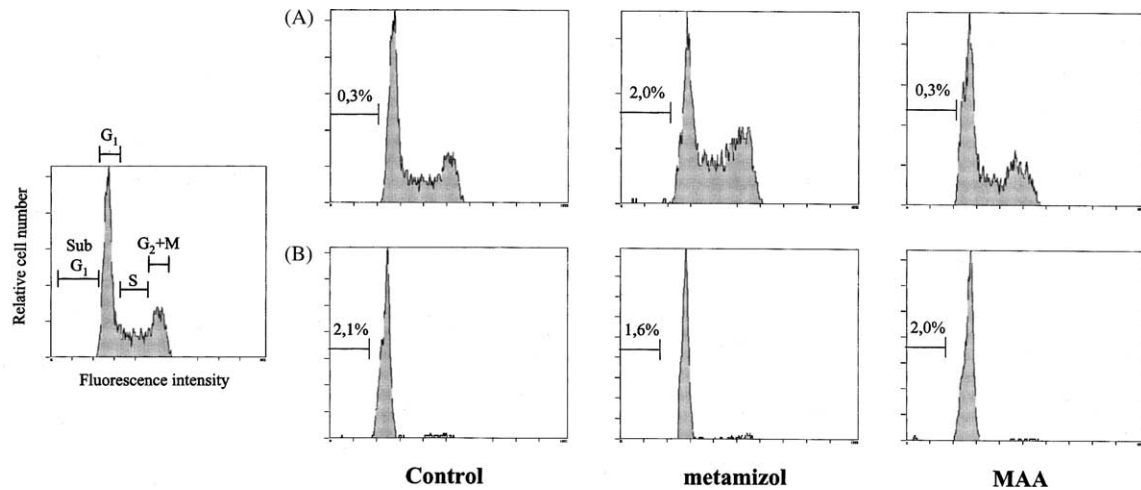 (A)
0,3%
2,0%
0,3%
G1
Sub
G1
S
G2+M
Relative cell number
Fluorescence intensity
(B)
2,1%
1,6%
2,0%
Control
metamizol
MAA